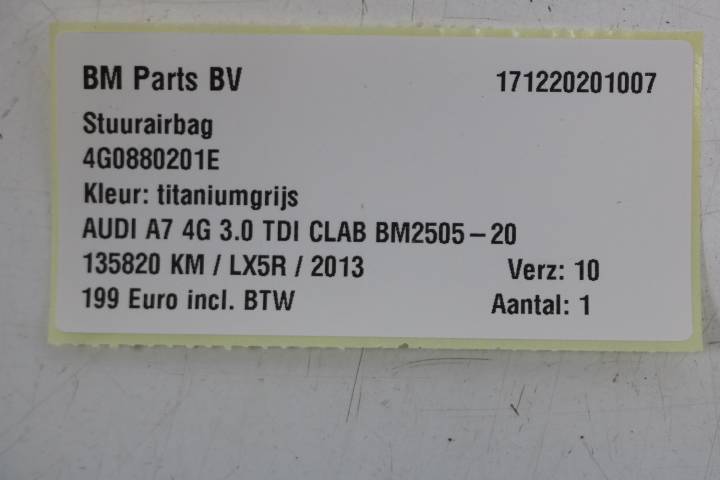 BM Parts BV 171220201007
Stuurairbag
4G0880201E
Kleur: titaniumgrijs
AUDI A7 4G 3.0 TDI CLAB BM2505-20
135820 KM / LX5R / 2013 Verz: 10
199 Euro incl. BTW Aantal: 1